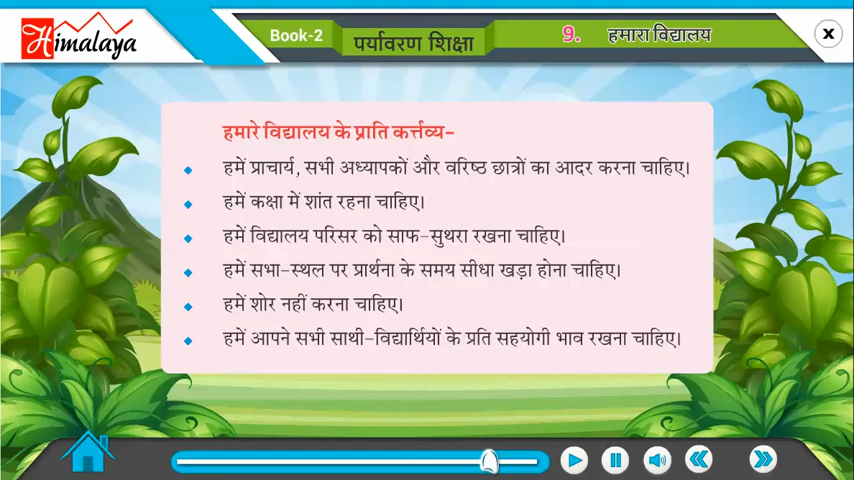 Himalaya
Book-2
पर्यावरण शिक्षा
9. हमारा विद्यालय
x
हमारे विद्यालय के प्राति कर्त्तव्य-
हमें प्राचार्य, सभी अध्यापकों और वरिष्ठ छात्रों का आदर करना चाहिए।
हमें कक्षा में शांत रहना चाहिए।
हमें विद्यालय परिसर को साफ-सुथरा रखना चाहिए।
हमें सभा-स्थल पर प्रार्थना के समय सीधा खड़ा होना चाहिए।
हमें शोर नहीं करना चाहिए।
हमें आपने सभी साथी-विद्यार्थियों के प्रति सहयोगी भाव रखना चाहिए।